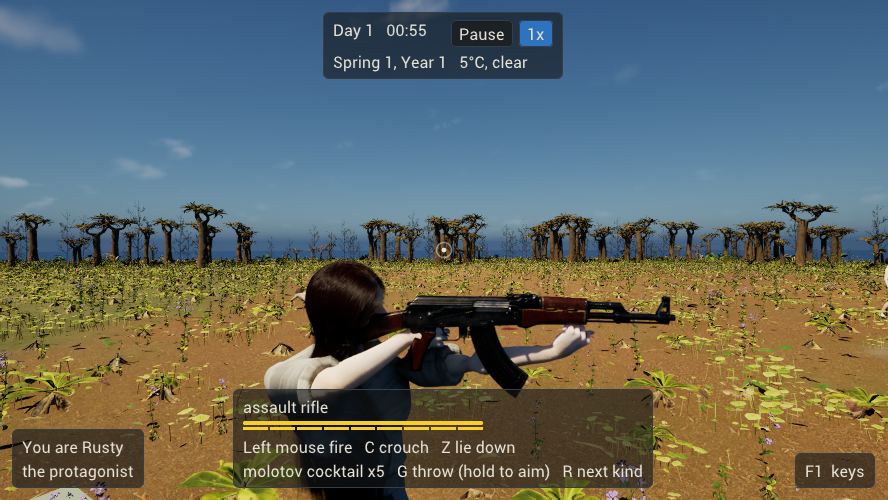 Day 1 00:55 Pause 1x
Spring 1, Year 1 5°C, clear
assault rifle
Left mouse fire C crouch Z lie down
molotov cocktail x5 G throw (hold to aim) R next kind
You are Rusty
the protagonist
F1 keys